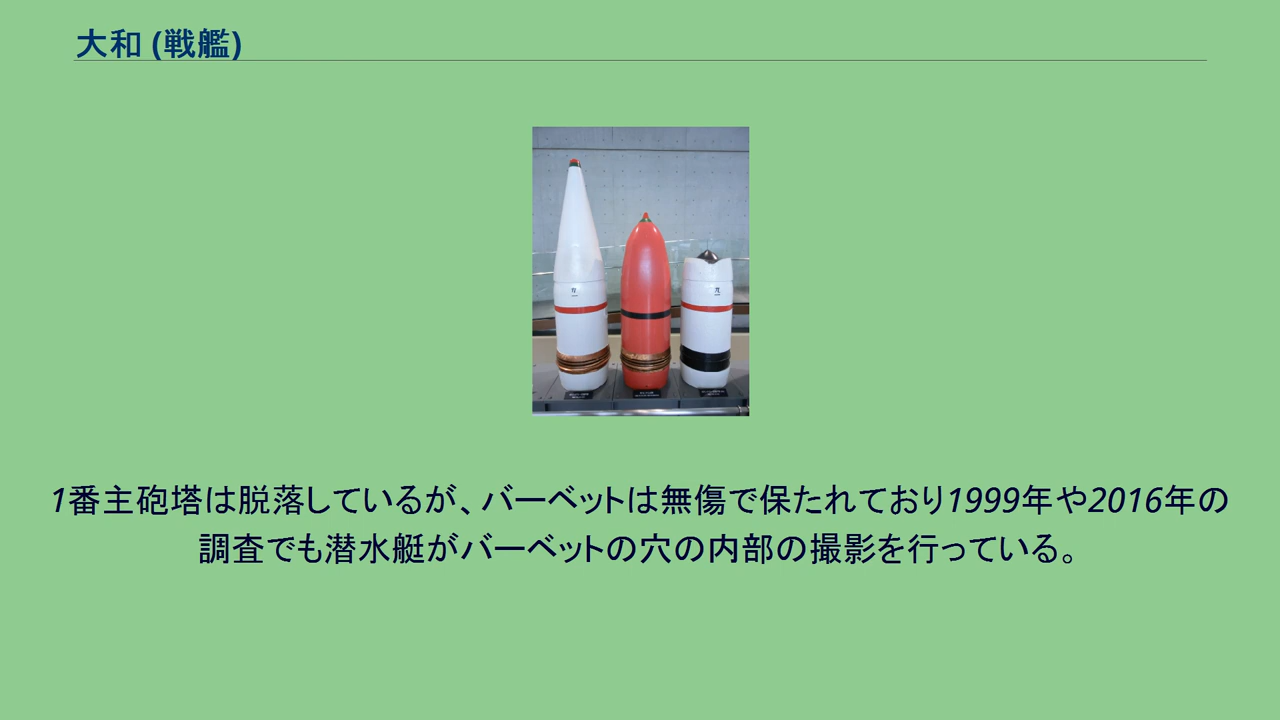 大和 (戦艦)
1番主砲塔は脱落しているが、バーベットは無傷で保たれており1999年や2016年の
調査でも潜水艇がバーベットの穴の内部の撮影を行っている。